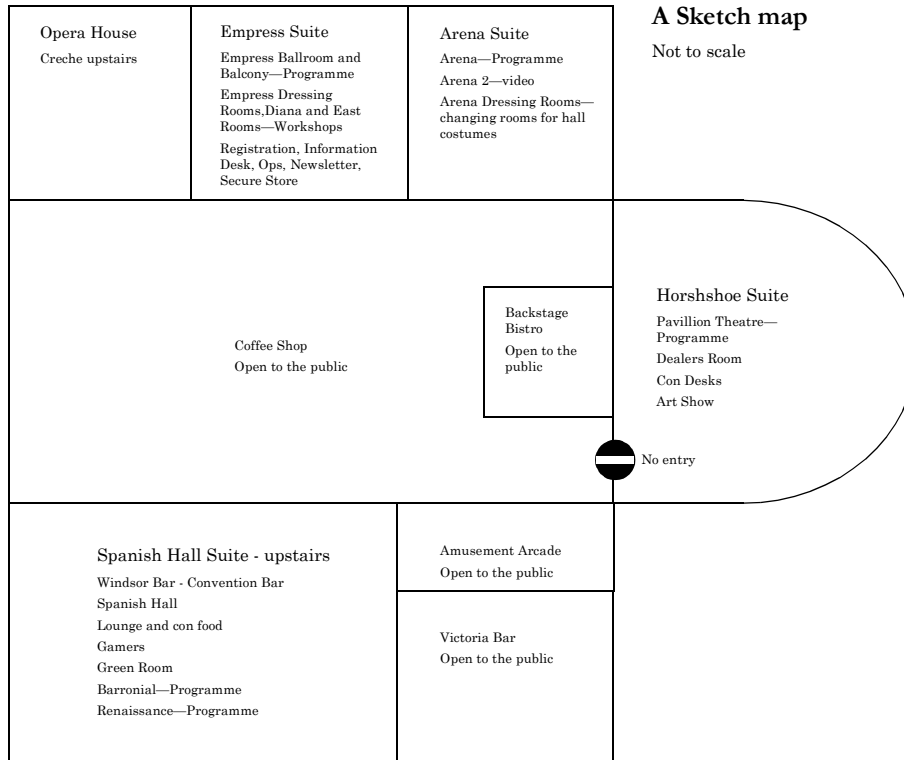 A Sketch map
Not to scale
Opera House
Creche upstairs
Empress Suite
Empress Ballroom and
Balcony—Programme
Empress Dressing
Rooms,Diana and East
Rooms—Workshops
Registration, Information
Desk, Ops, Newsletter,
Secure Store
Arena Suite
Arena—Programme
Arena 2—video
Arena Dressing Rooms—
changing rooms for hall
costumes
Coffee Shop
Open to the public
Backstage
Bistro
Open to the
public
Horshshoe Suite
Pavillion Theatre—
Programme
Dealers Room
Con Desks
Art Show
No entry
Spanish Hall Suite - upstairs
Windsor Bar - Convention Bar
Spanish Hall
Lounge and con food
Gamers
Green Room
Barronial—Programme
Renaissance—Programme
Amusement Arcade
Open to the public
Victoria Bar
Open to the public